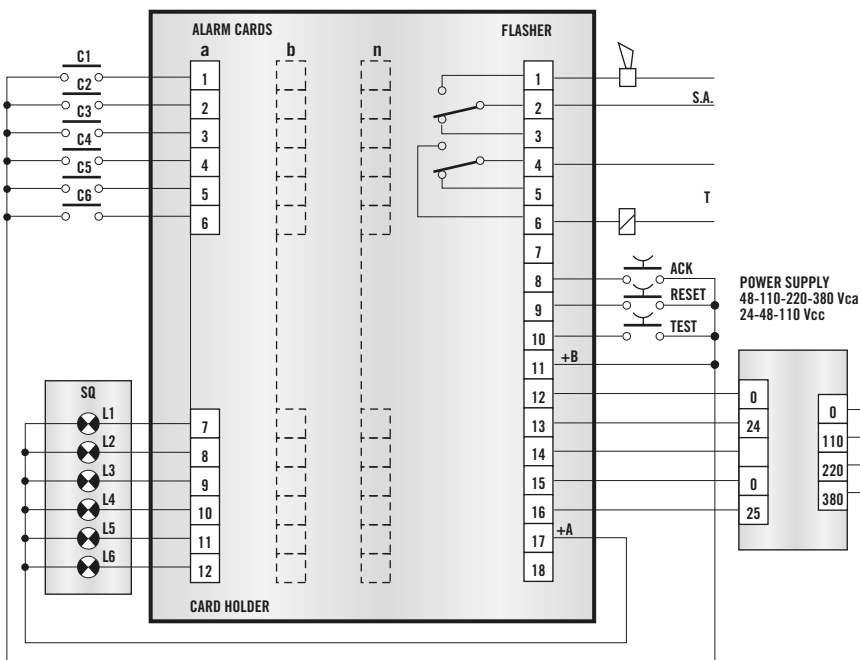 ALARM CARDS
FLASHER
a b n
C1
C2
C3
C4
C5
C6
1
2
3
4
5
6
7
8
9
10
11
12
CARD HOLDER
SQ
L1
L2
L3
L4
L5
L6
1
2
3
4
5
6
7
8
9
10
11
12
13
14
15
16
17
18
S.A.
T
ACK
RESET
TEST
+B
+A
POWER SUPPLY
48-110-220-380 Vca
24-48-110 Vcc
0
24
0
25
0
110
220
380